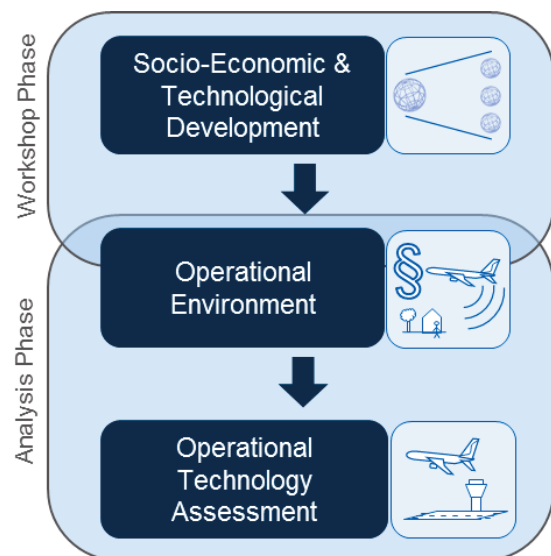 Workshop Phase
Socio-Economic &
Technological
Development
Analysis Phase
Operational
Environment
§
Operational
Technology
Assessment